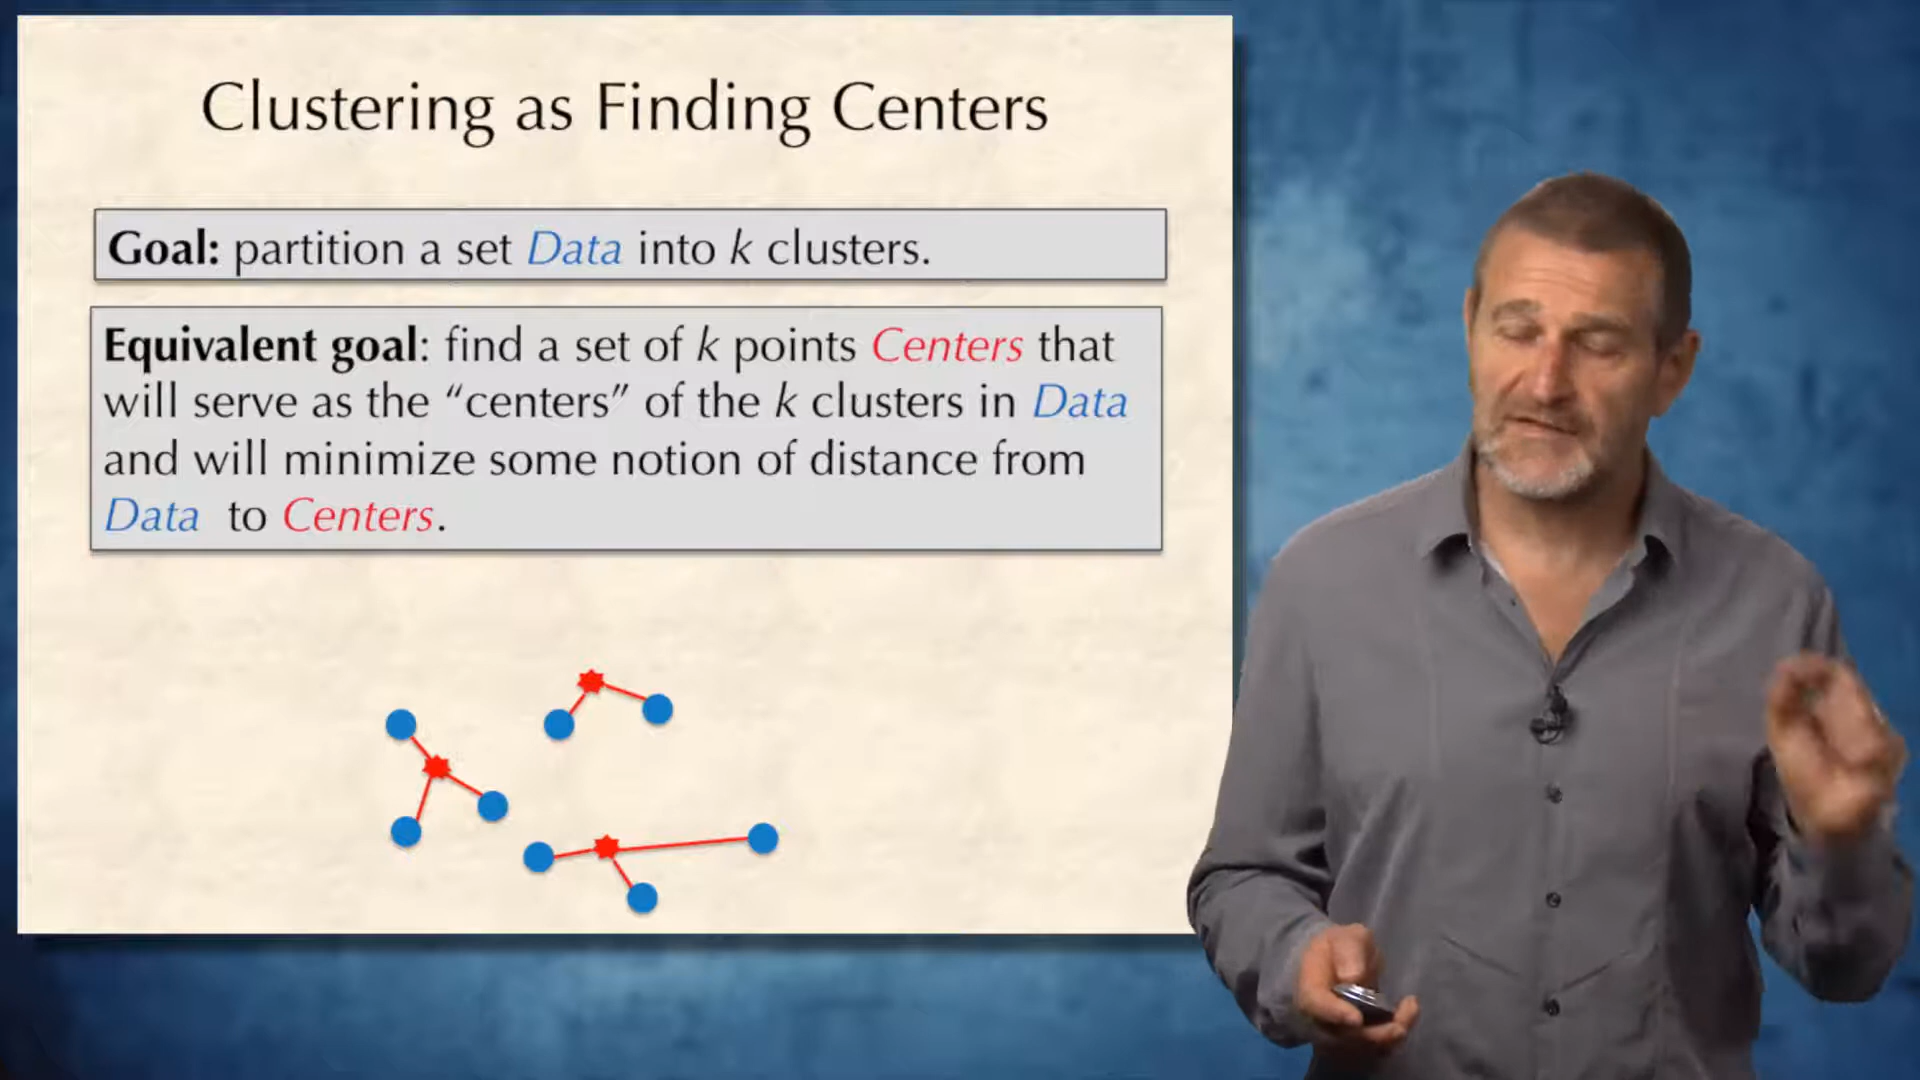 Clustering as Finding Centers
Goal: partition a set Data into k clusters.
Equivalent goal: find a set of k points Centers that
will serve as the “centers” of the k clusters in Data
and will minimize some notion of distance from
Data to Centers.